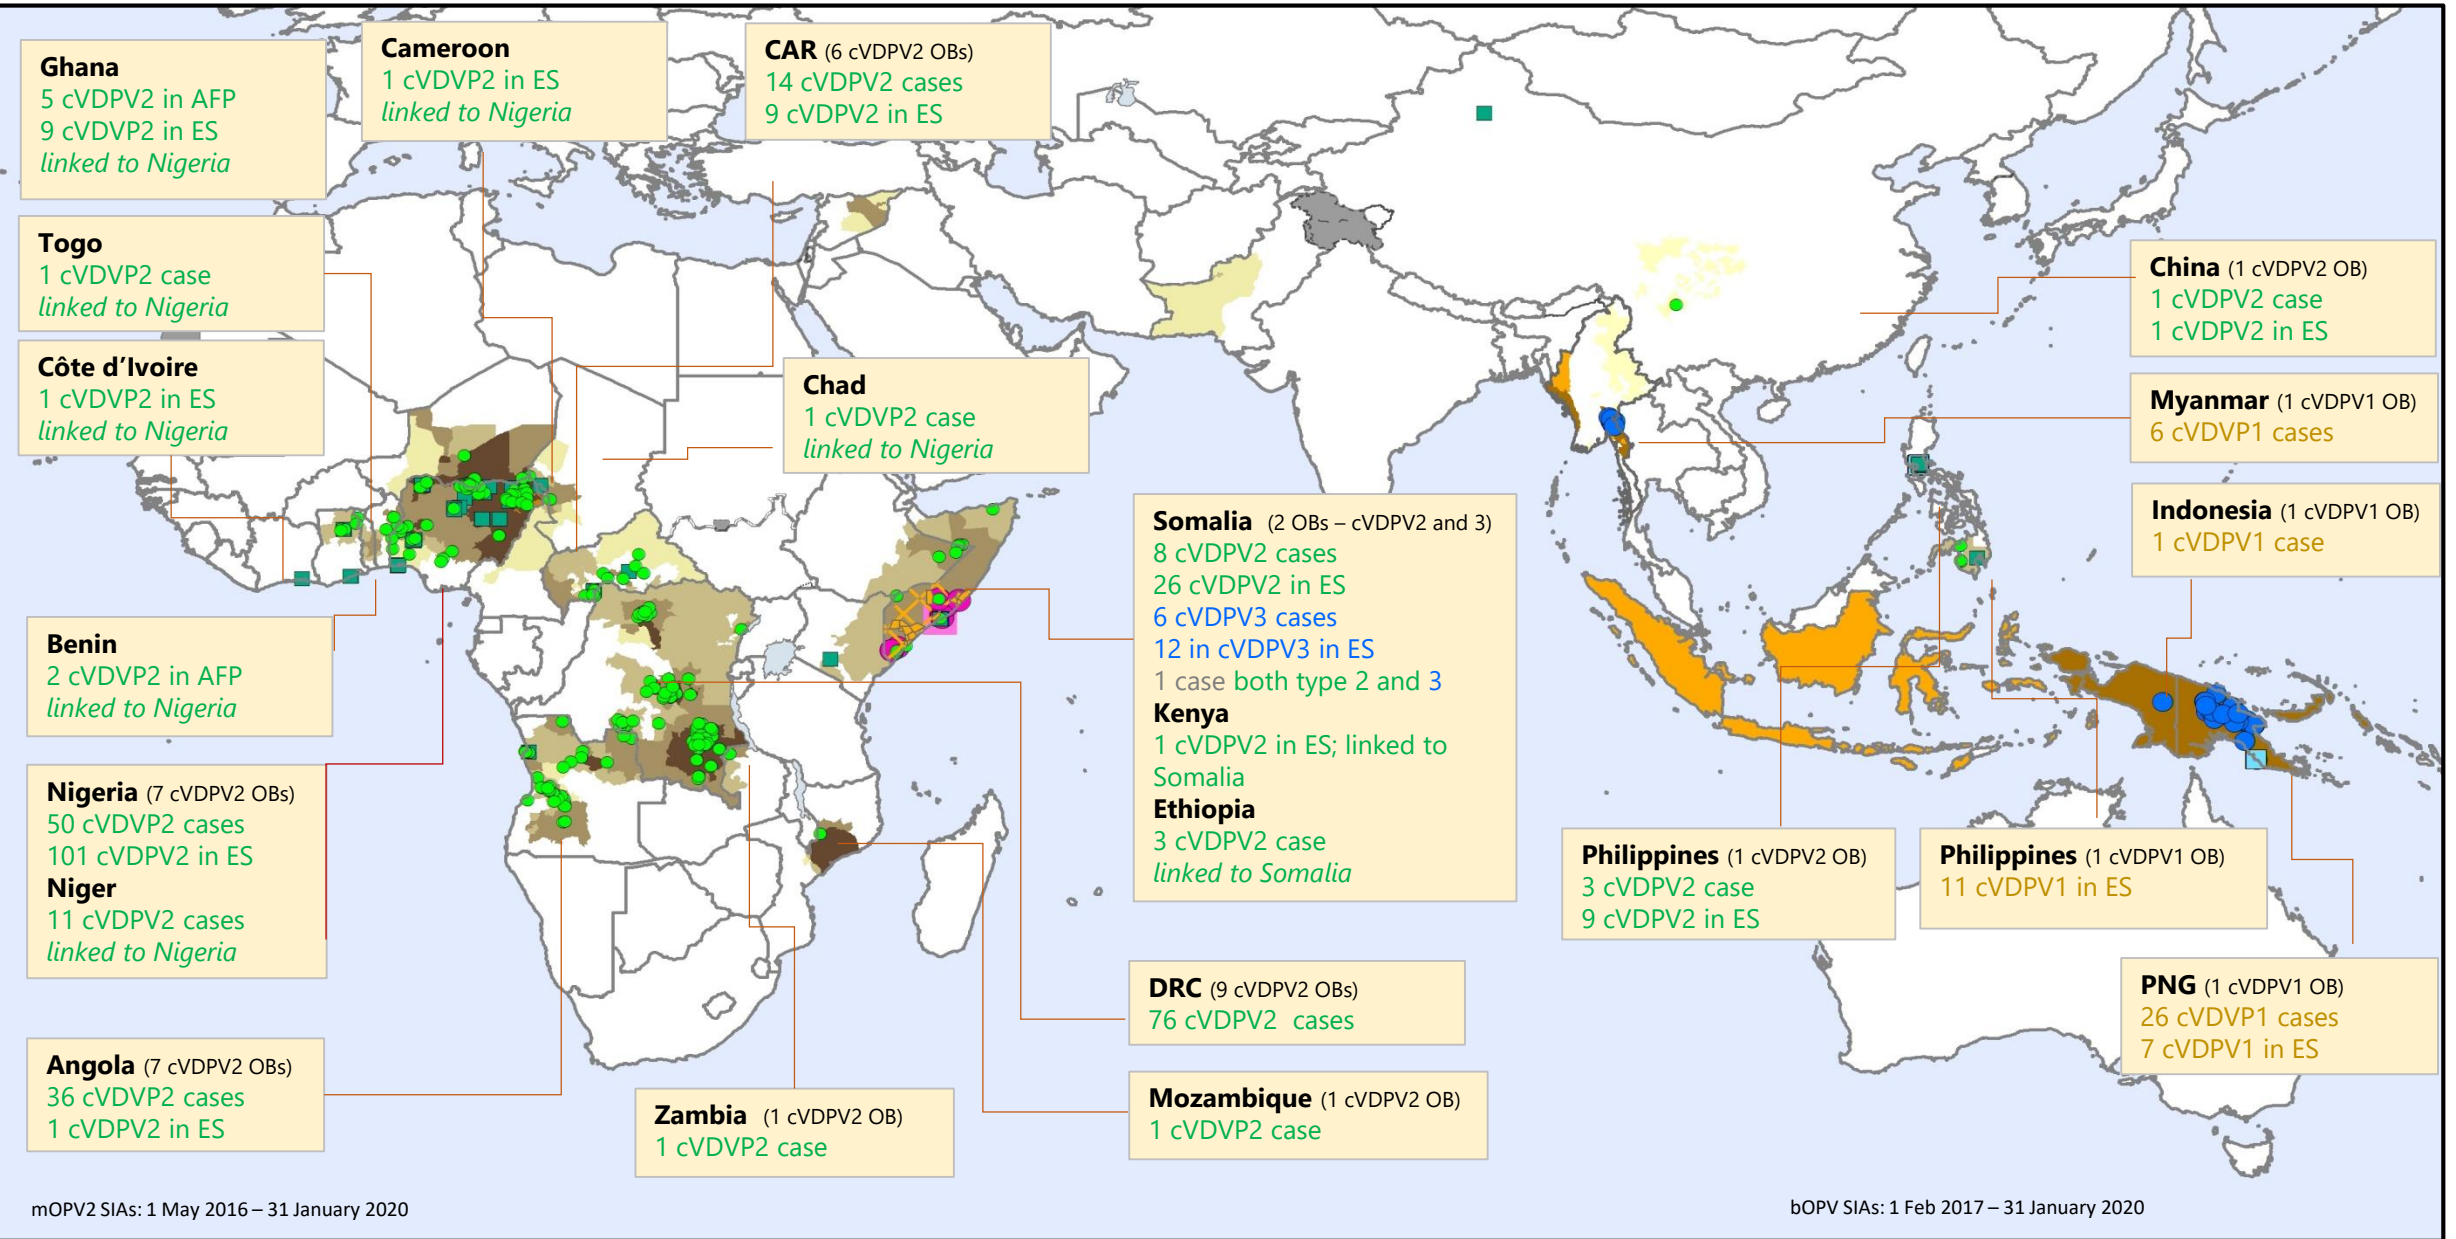 Ghana
5 cVDPV2 in AFP
9 cVDVP2 in ES
linked to Nigeria
Cameroon
1 cVDVP2 in ES
linked to Nigeria
CAR (6 cVDPV2 OBs)
14 cVDPV2 cases
9 cVDPV2 in ES
Togo
1 cVDVP2 case
linked to Nigeria
Côte d'Ivoire
1 cVDVP2 in ES
linked to Nigeria
Chad
1 cVDVP2 case
linked to Nigeria
China (1 cVDPV2 OB)
1 cVDPV2 case
1 cVDPV2 in ES
Myanmar (1 cVDPV1 OB)
6 cVDVP1 cases
Indonesia (1 cVDPV1 OB)
1 cVDPV1 case
Somalia (2 OBs – cVDPV2 and 3)
8 cVDPV2 cases
26 cVDPV2 in ES
6 cVDPV3 cases
12 in cVDPV3 in ES
1 case both type 2 and 3
Kenya
1 cVDPV2 in ES; linked to
Somalia
Ethiopia
3 cVDPV2 case
linked to Somalia
Benin
2 cVDVP2 in AFP
linked to Nigeria
Nigeria (7 cVDPV2 OBs)
50 cVDVP2 cases
101 cVDPV2 in ES
Niger
11 cVDPV2 cases
linked to Nigeria
Philippines (1 cVDPV2 OB)
3 cVDPV2 case
9 cVDPV2 in ES
Philippines (1 cVDPV1 OB)
11 cVDPV1 in ES
PNG (1 cVDPV1 OB)
26 cVDVP1 cases
7 cVDPV1 in ES
DRC (9 cVDPV2 OBs)
76 cVDPV2 cases
Angola (7 cVDPV2 OBs)
36 cVDVP2 cases
1 cVDPV2 in ES
Zambia (1 cVDPV2 OB)
1 cVDVP2 case
Mozambique (1 cVDPV2 OB)
1 cVDVP2 case
mOPV2 SIAs: 1 May 2016 – 31 January 2020
bOPV SIAs: 1 Feb 2017 – 31 January 2020